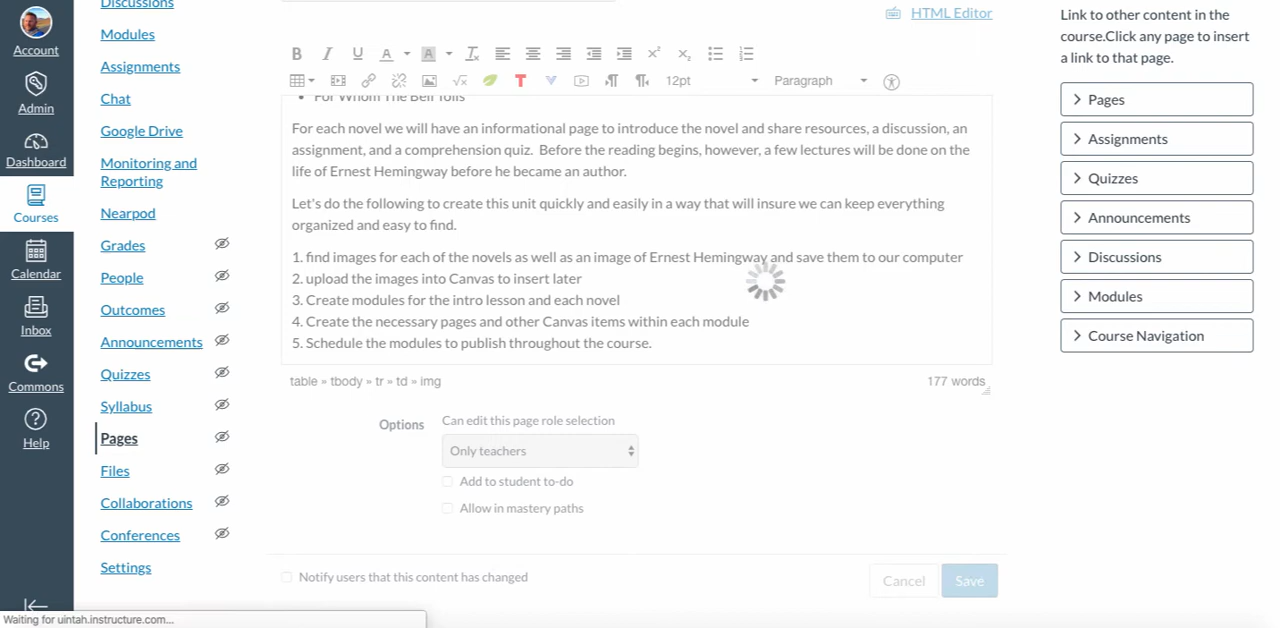 Account
Admin
Dashboard
Courses
Calendar
Inbox
Commons
Help
Discussions
Modules
Assignments
Chat
Google Drive
Monitoring and
Reporting
Nearpod
Grades
People
Outcomes
Announcements
Quizzes
Syllabus
Pages
Files
Collaborations
Conferences
Settings
HTML Editor
12pt
Paragraph
• For Whom The Bell Tolls
For each novel we will have an informational page to introduce the novel and share resources, a discussion, an
assignment, and a comprehension quiz. Before the reading begins, however, a few lectures will be done on the
life of Ernest Hemingway before he became an author.
Let's do the following to create this unit quickly and easily in a way that will insure we can keep everything
organized and easy to find.
1. find images for each of the novels as well as an image of Ernest Hemingway and save them to our computer
2. upload the images into Canvas to insert later
3. Create modules for the intro lesson and each novel
4. Create the necessary pages and other Canvas items within each module
5. Schedule the modules to publish throughout the course.
table » tbody » tr » td » img
177 words
Options
Can edit this page role selection
Only teachers
Add to student to-do
Allow in mastery paths
Notify users that this content has changed
Cancel
Save
Link to other content in the
course.Click any page to insert
a link to that page.
Pages
Assignments
Quizzes
Announcements
Discussions
Modules
Course Navigation
Waiting for uintah.instructure.com...